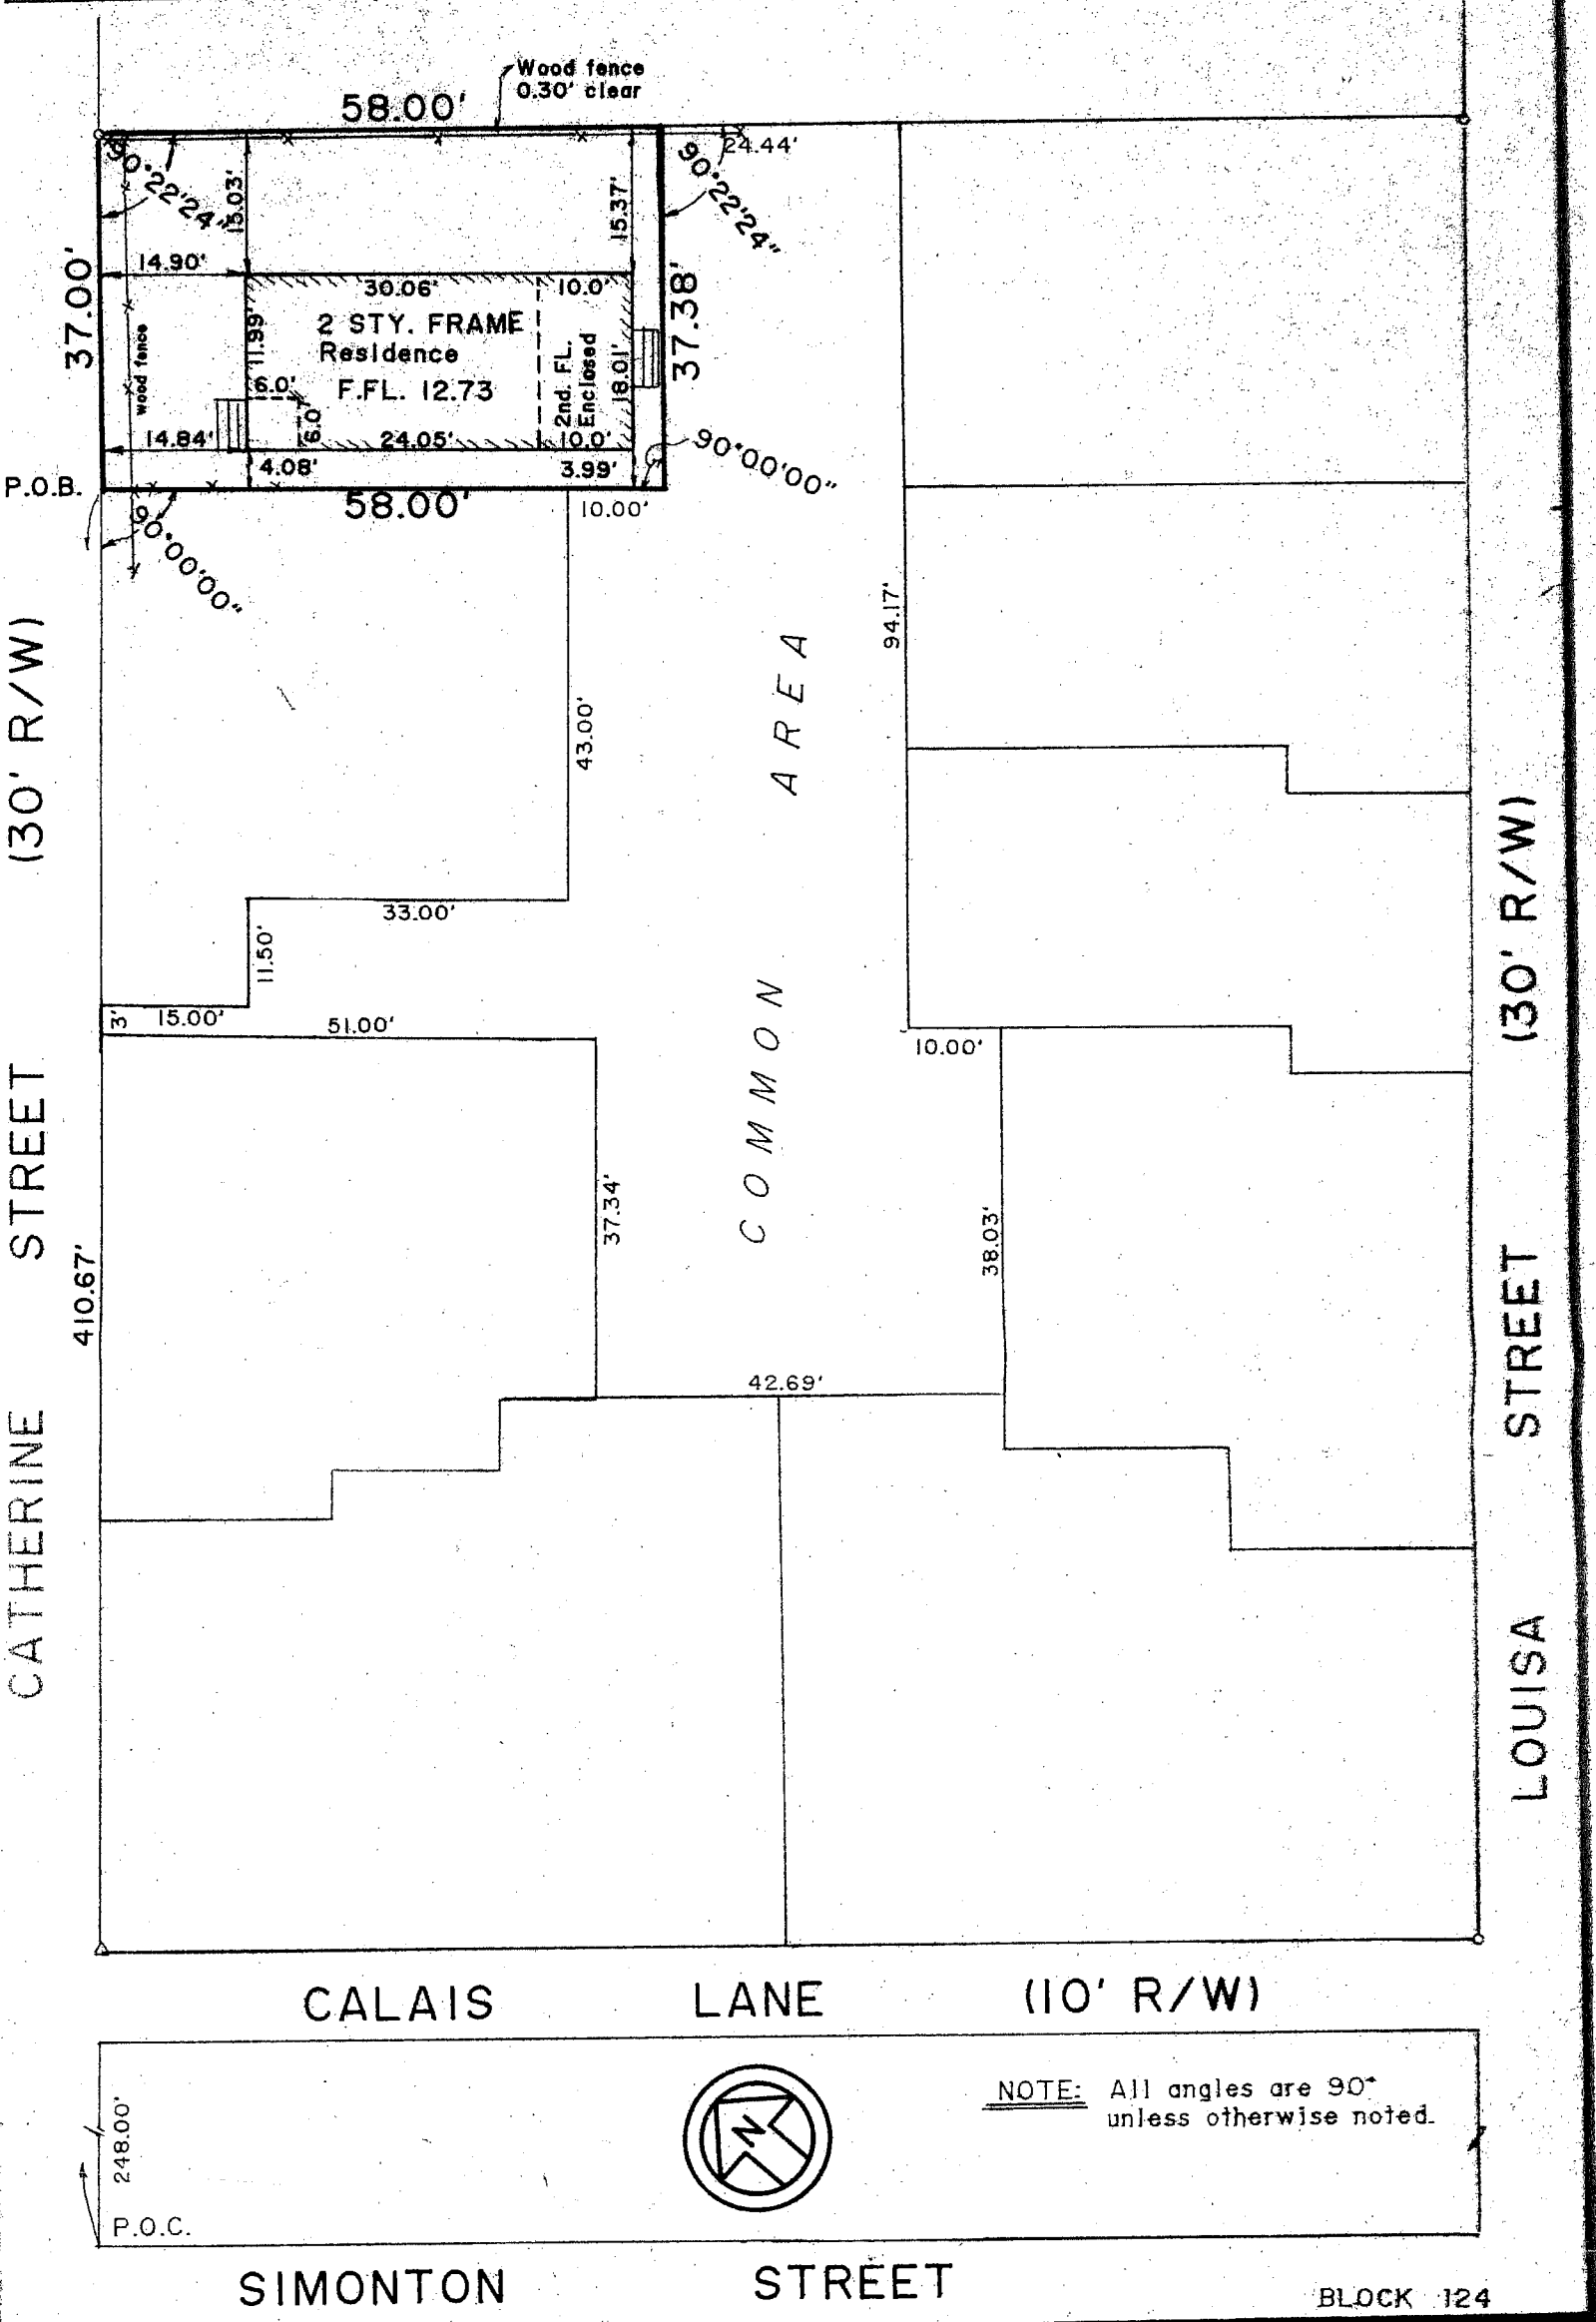 Wood fence
0.30' clear
58.00'
24.44'
90°22'24"
90°22'24"
15.03'
15.37'
14.90'
30.06'
10.0'
37.00'
37.38'
wood fence
11.99'
2 STY. FRAME
Residence
F.FL. 12.73
2nd. FL.
Enclosed
18.01'
6.0'
6.0'
14.84'
24.05'
10.0'
4.08'
3.99'
90°00'00"
P.O.B.
58.00'
10.00'
90°00'00"
(30' R/W)
94.17'
COMMON AREA
43.00'
33.00'
11.50'
3'
15.00'
51.00'
10.00'
(30' R/W)
CATHERINE STREET
410.67'
37.34'
38.03'
42.69'
LOUISA STREET
CALAIS LANE (10' R/W)
248.00'
P.O.C.
N
NOTE: All angles are 90°
unless otherwise noted.
SIMONTON STREET
BLOCK 124